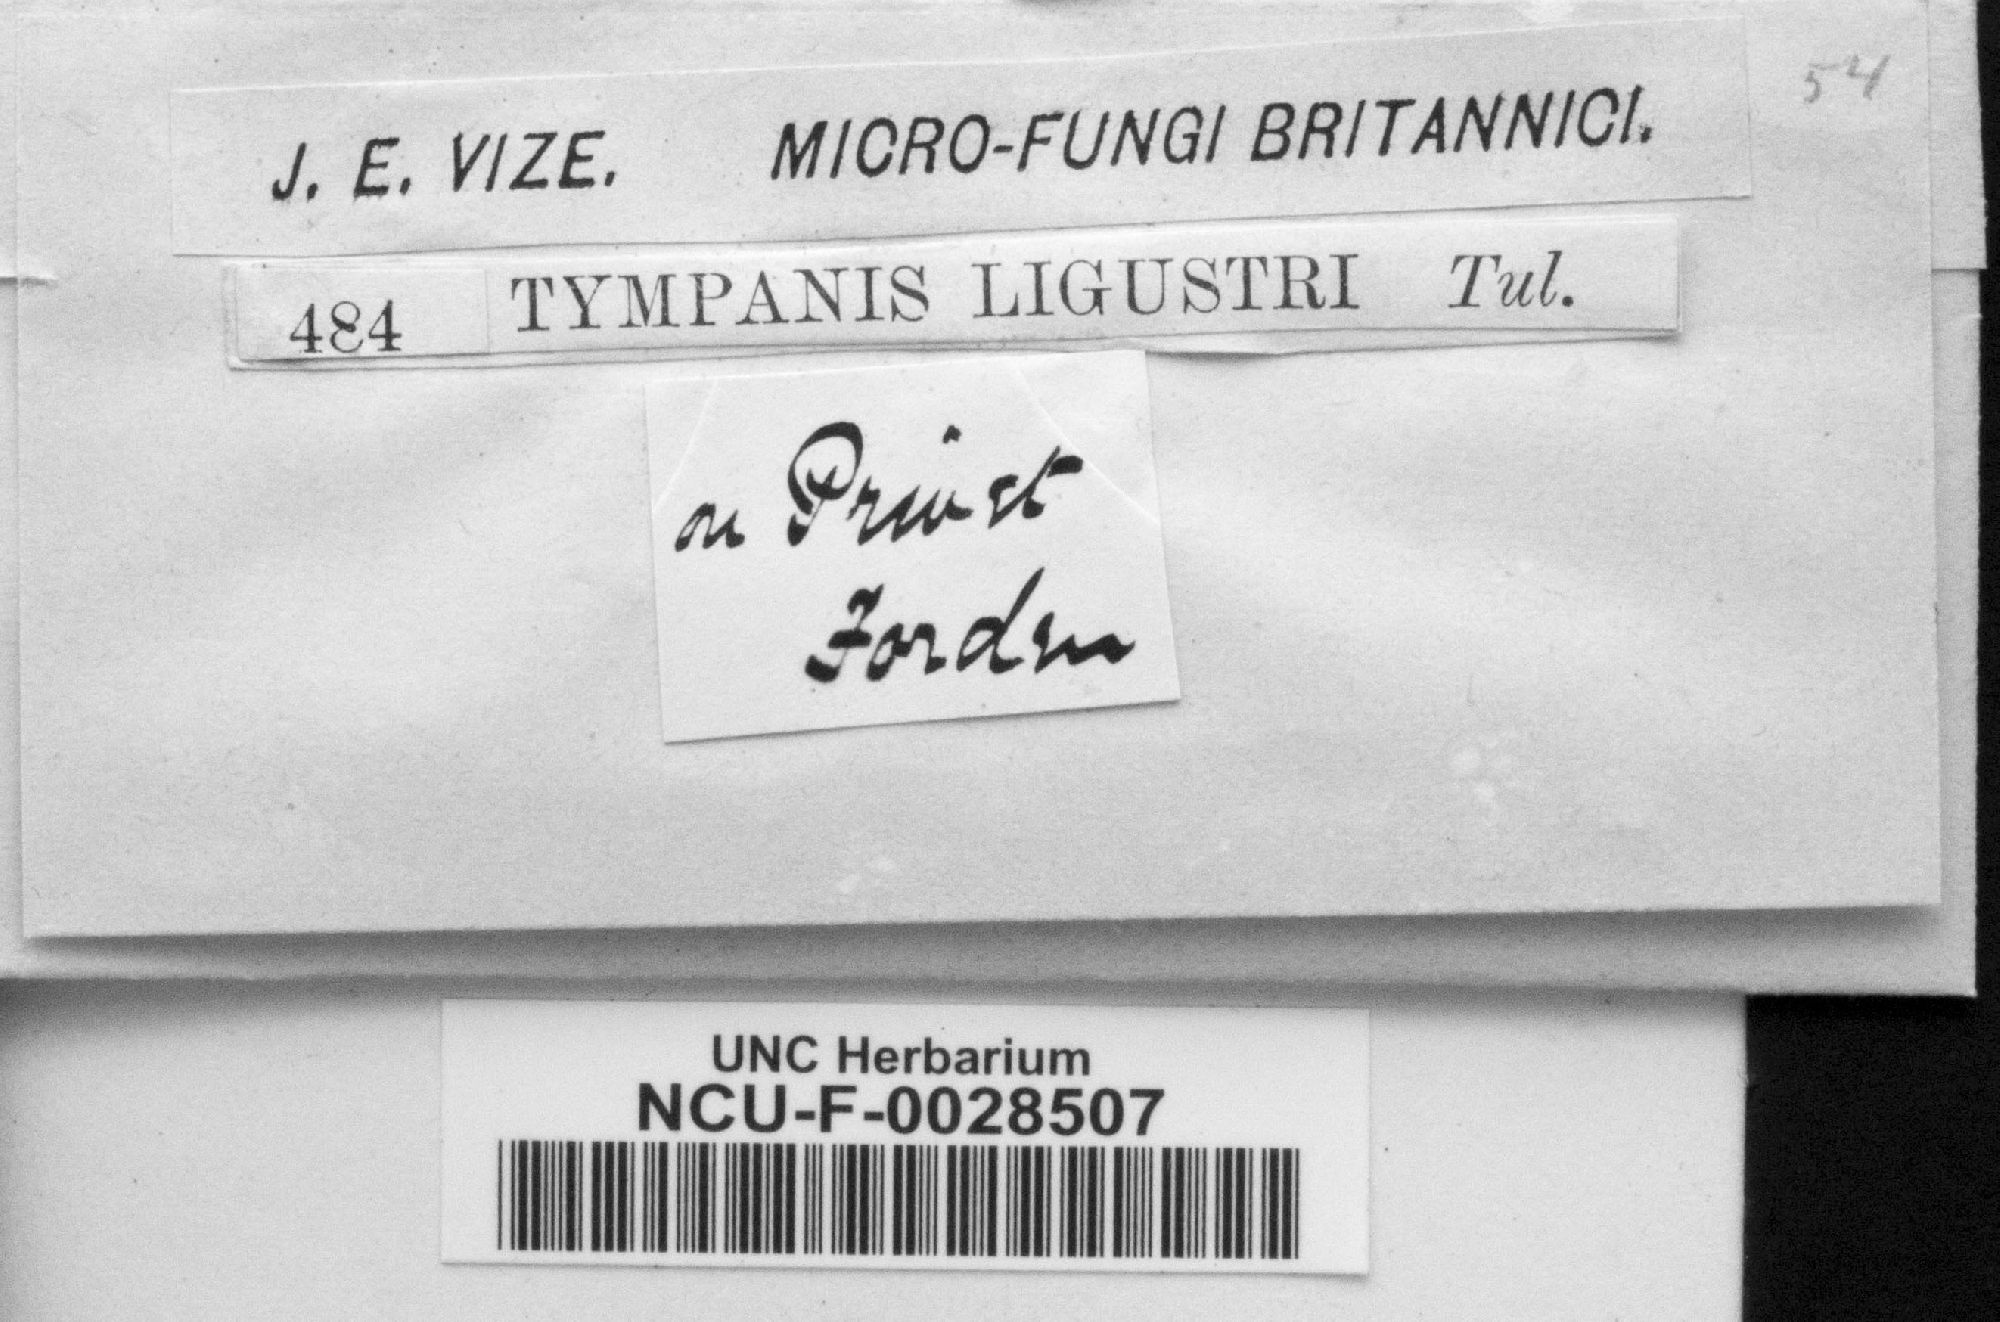 54
J. E. VIZE. MICRO-FUNGI BRITANNICI.
484 TYMPANIS LIGUSTRI Tul.
on Privet
Forden
UNC Herbarium
NCU-F-0028507